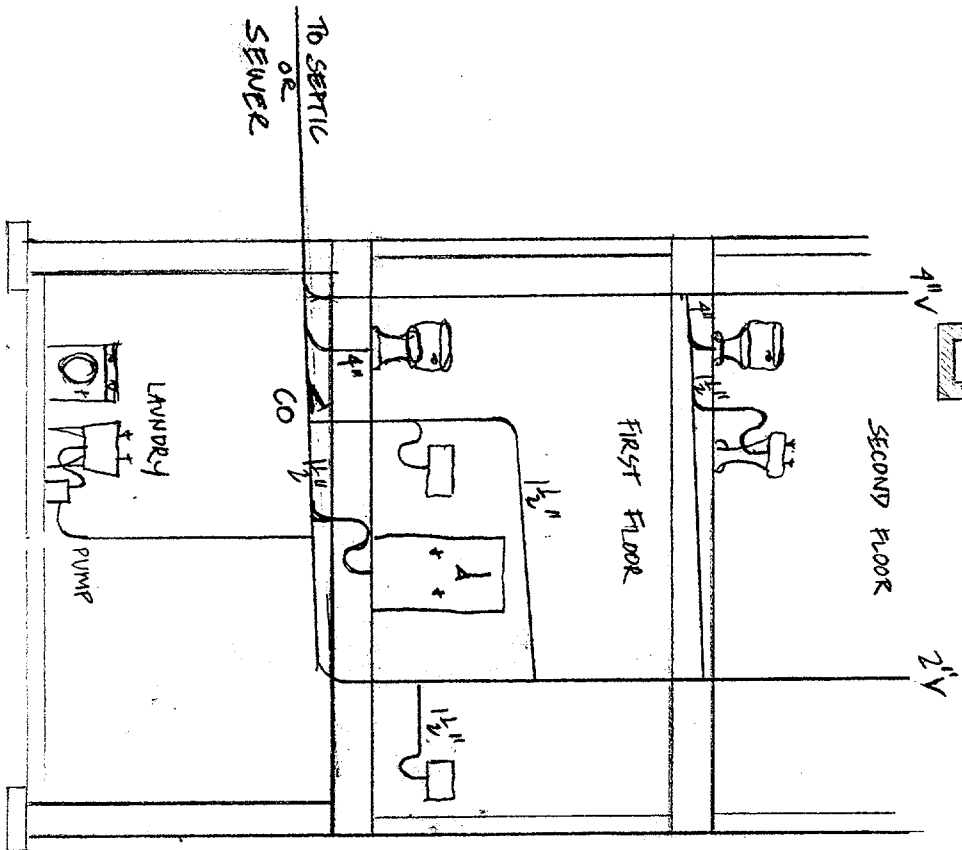 4" V
2" V
SECOND FLOOR
4"
1½"
FIRST FLOOR
1½"
1½"
4"
CO
1½"
TO SEPTIC
OR
SEWER
LAUNDRY
PUMP